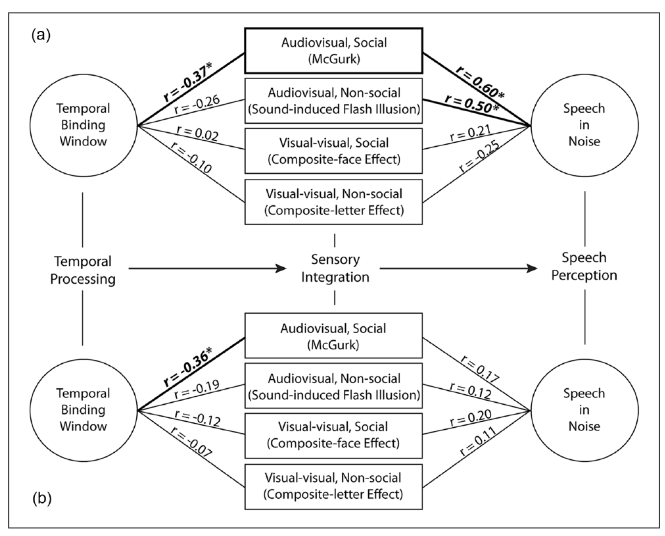 (a)
Audiovisual, Social
(McGurk)
Audiovisual, Non-social
(Sound-induced Flash Illusion)
Visual-visual, Social
(Composite-face Effect)
Visual-visual, Non-social
(Composite-letter Effect)
Temporal
Binding
Window
r=-0.37*
r= -0.26
r= 0.02
r= -0.10
r=0.60*
r=0.50*
r=0.21
r=-0.25
Speech
in
Noise
Temporal
Processing
Sensory
Integration
Speech
Perception
Audiovisual, Social
(McGurk)
Audiovisual, Non-social
(Sound-induced Flash Illusion)
Visual-visual, Social
(Composite-face Effect)
Visual-visual, Non-social
(Composite-letter Effect)
Temporal
Binding
Window
r=-0.36*
r= -0.19
r= -0.12
r= -0.07
r=0.17
r=0.12
r=0.20
r=0.11
Speech
in
Noise
(b)